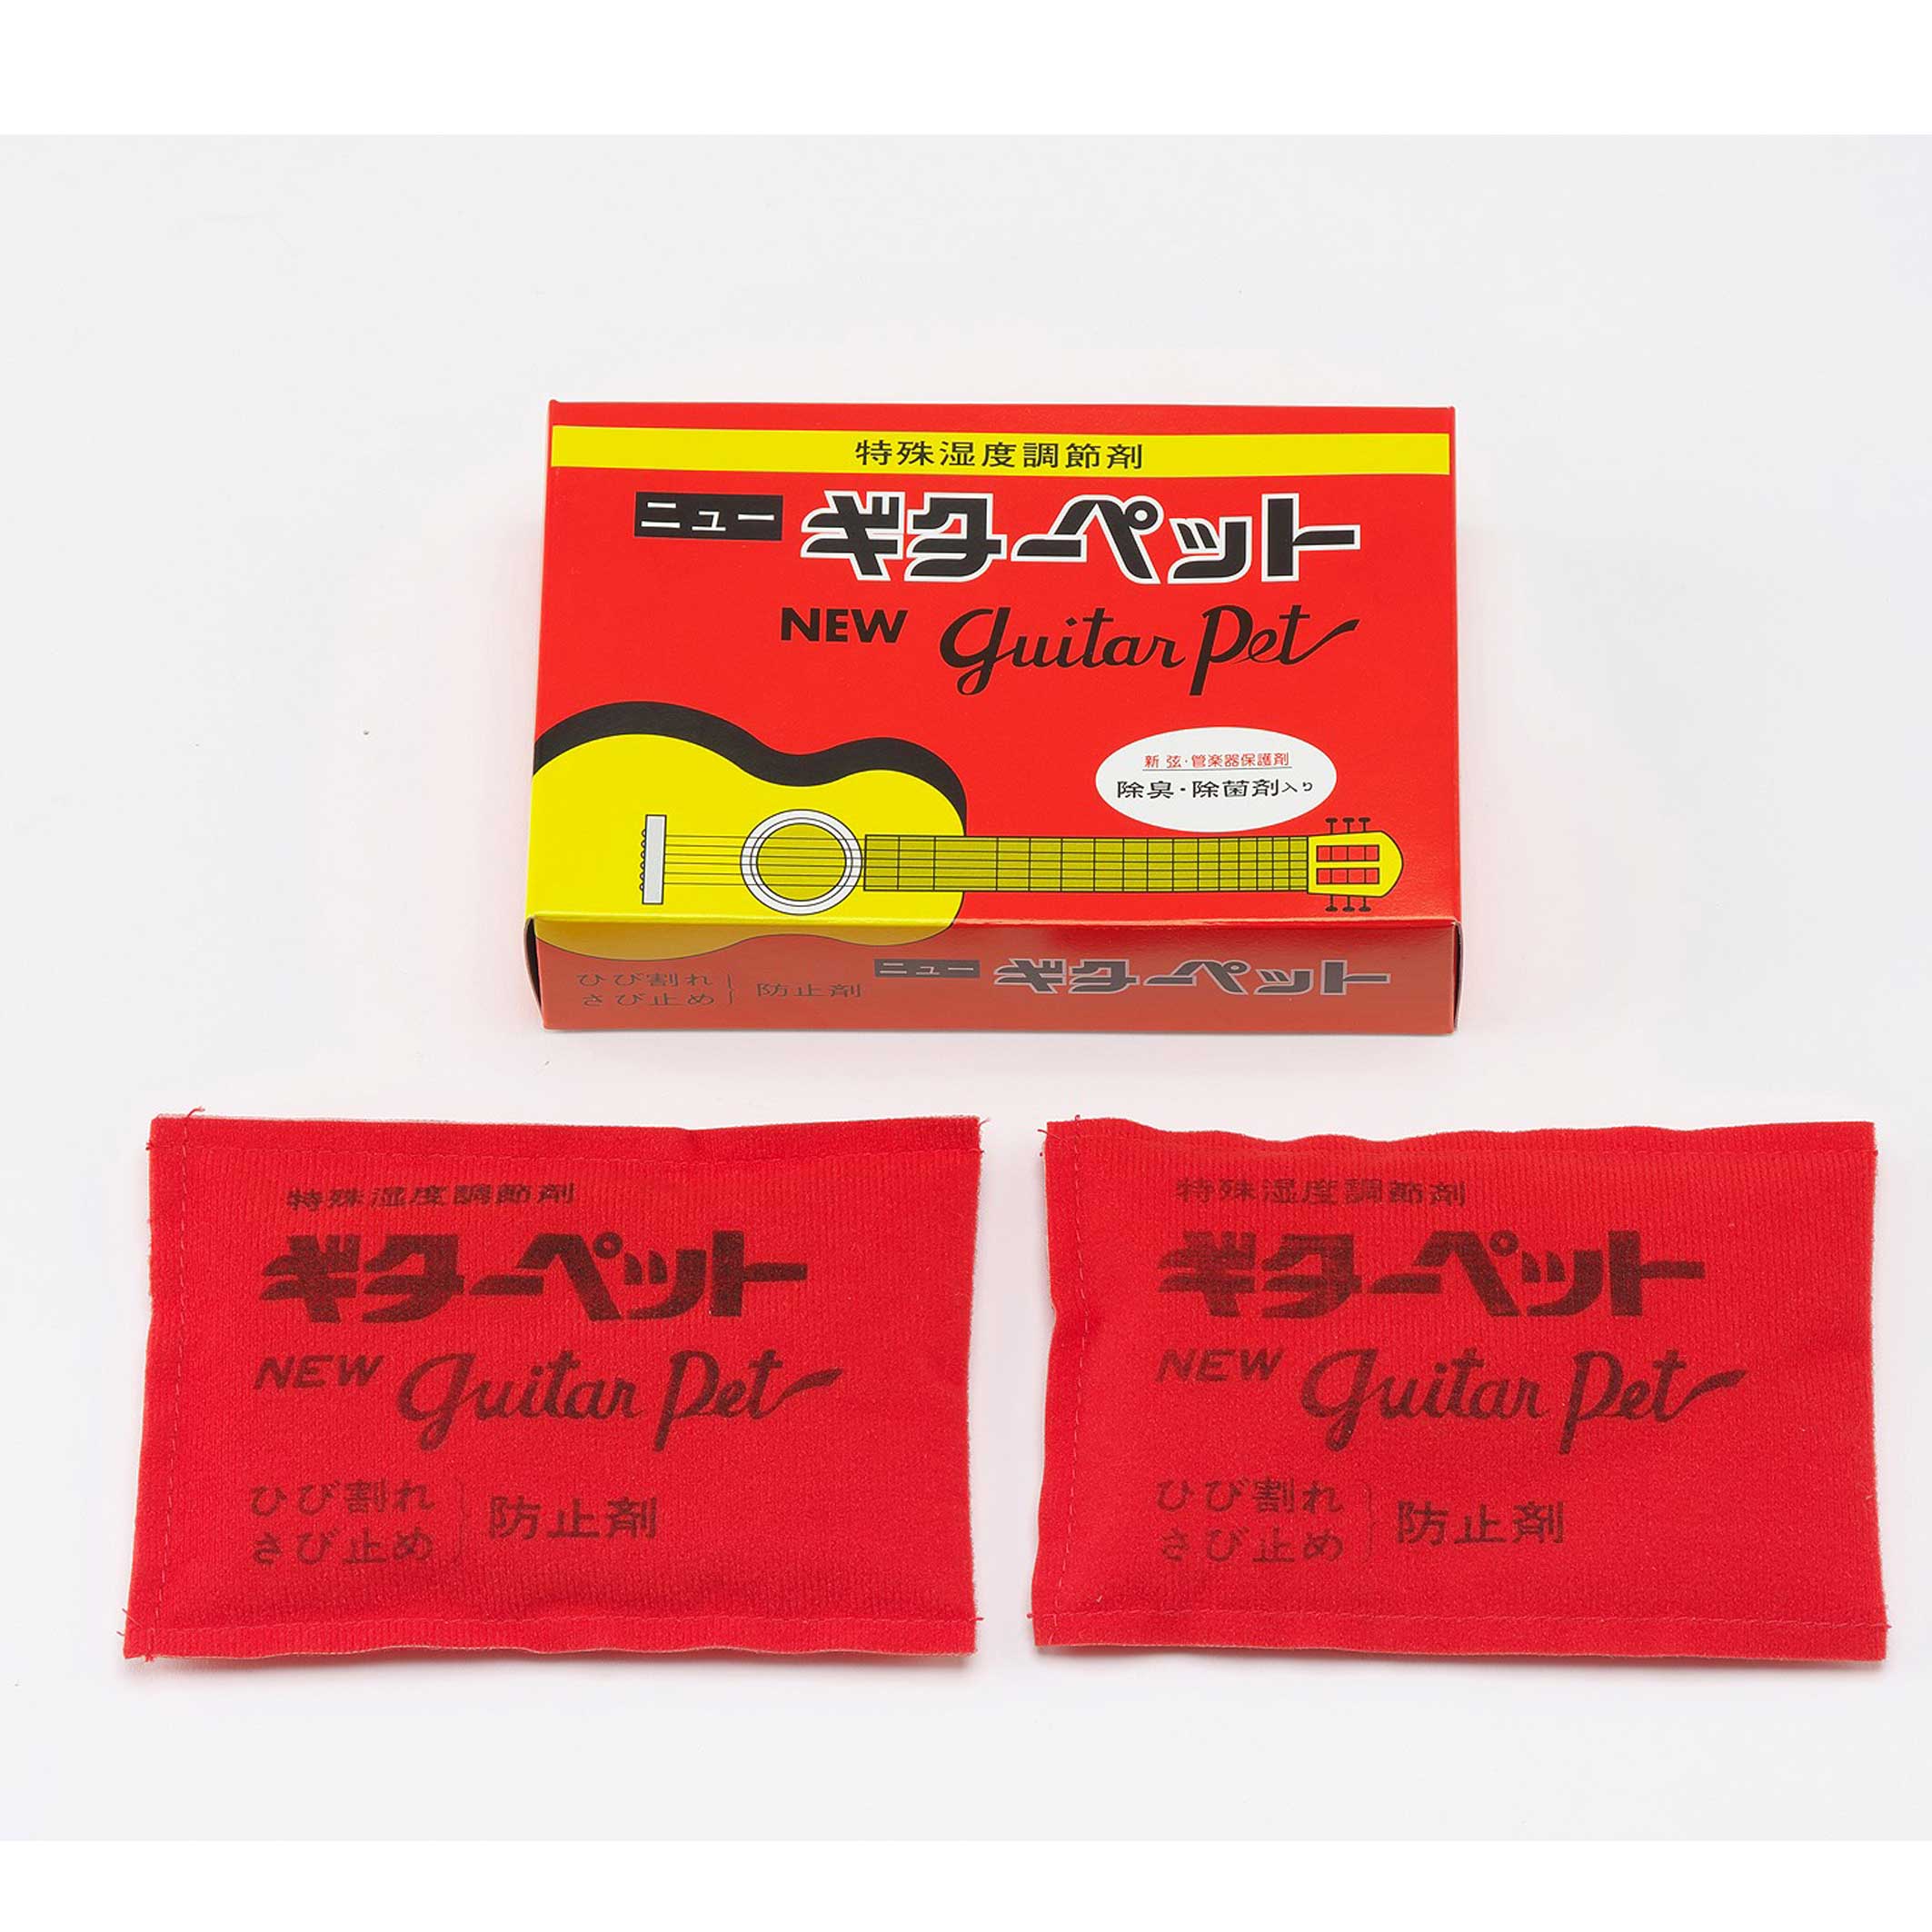 特殊湿度調節剤
ニュー ギターペット
NEW Guitar Pet
新 弦・管楽器保護剤
除臭・除菌剤入り
ひび割れ
さび止め
防止剤
ニュー ギターペット
特殊湿度調節剤
ギターペット
NEW Guitar Pet
ひび割れ
さび止め
防止剤
特殊湿度調節剤
ギターペット
NEW Guitar Pet
ひび割れ
さび止め
防止剤